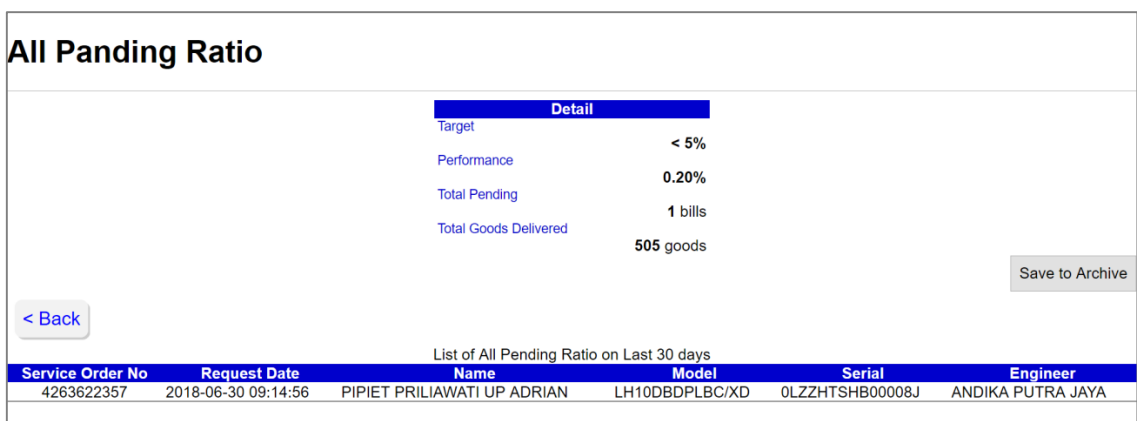 All Panding Ratio
Detail
Target
< 5%
Performance
0.20%
Total Pending
1 bills
Total Goods Delivered
505 goods
Save to Archive
< Back
List of All Pending Ratio on Last 30 days
Service Order No Request Date Name Model Serial Engineer
4263622357 2018-06-30 09:14:56 PIPIET PRILIAWATI UP ADRIAN LH10DBDPLBC/XD 0LZZHTSHB00008J ANDIKA PUTRA JAYA